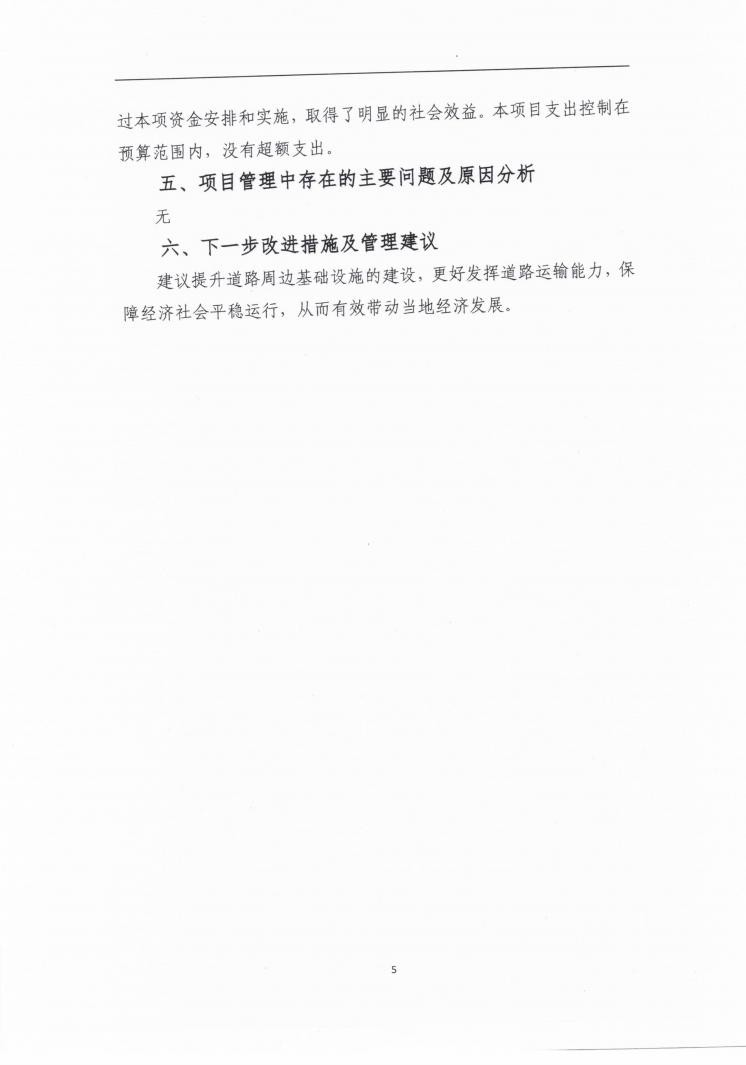 过本项资金安排和实施，取得了明显的社会效益。本项目支出控制在
预算范围内，没有超额支出。
五、项目管理中存在的主要问题及原因分析
无
六、下一步改进措施及管理建议
建议提升道路周边基础设施的建设，更好发挥道路运输能力，保
障经济社会平稳运行，从而有效带动当地经济发展。
5